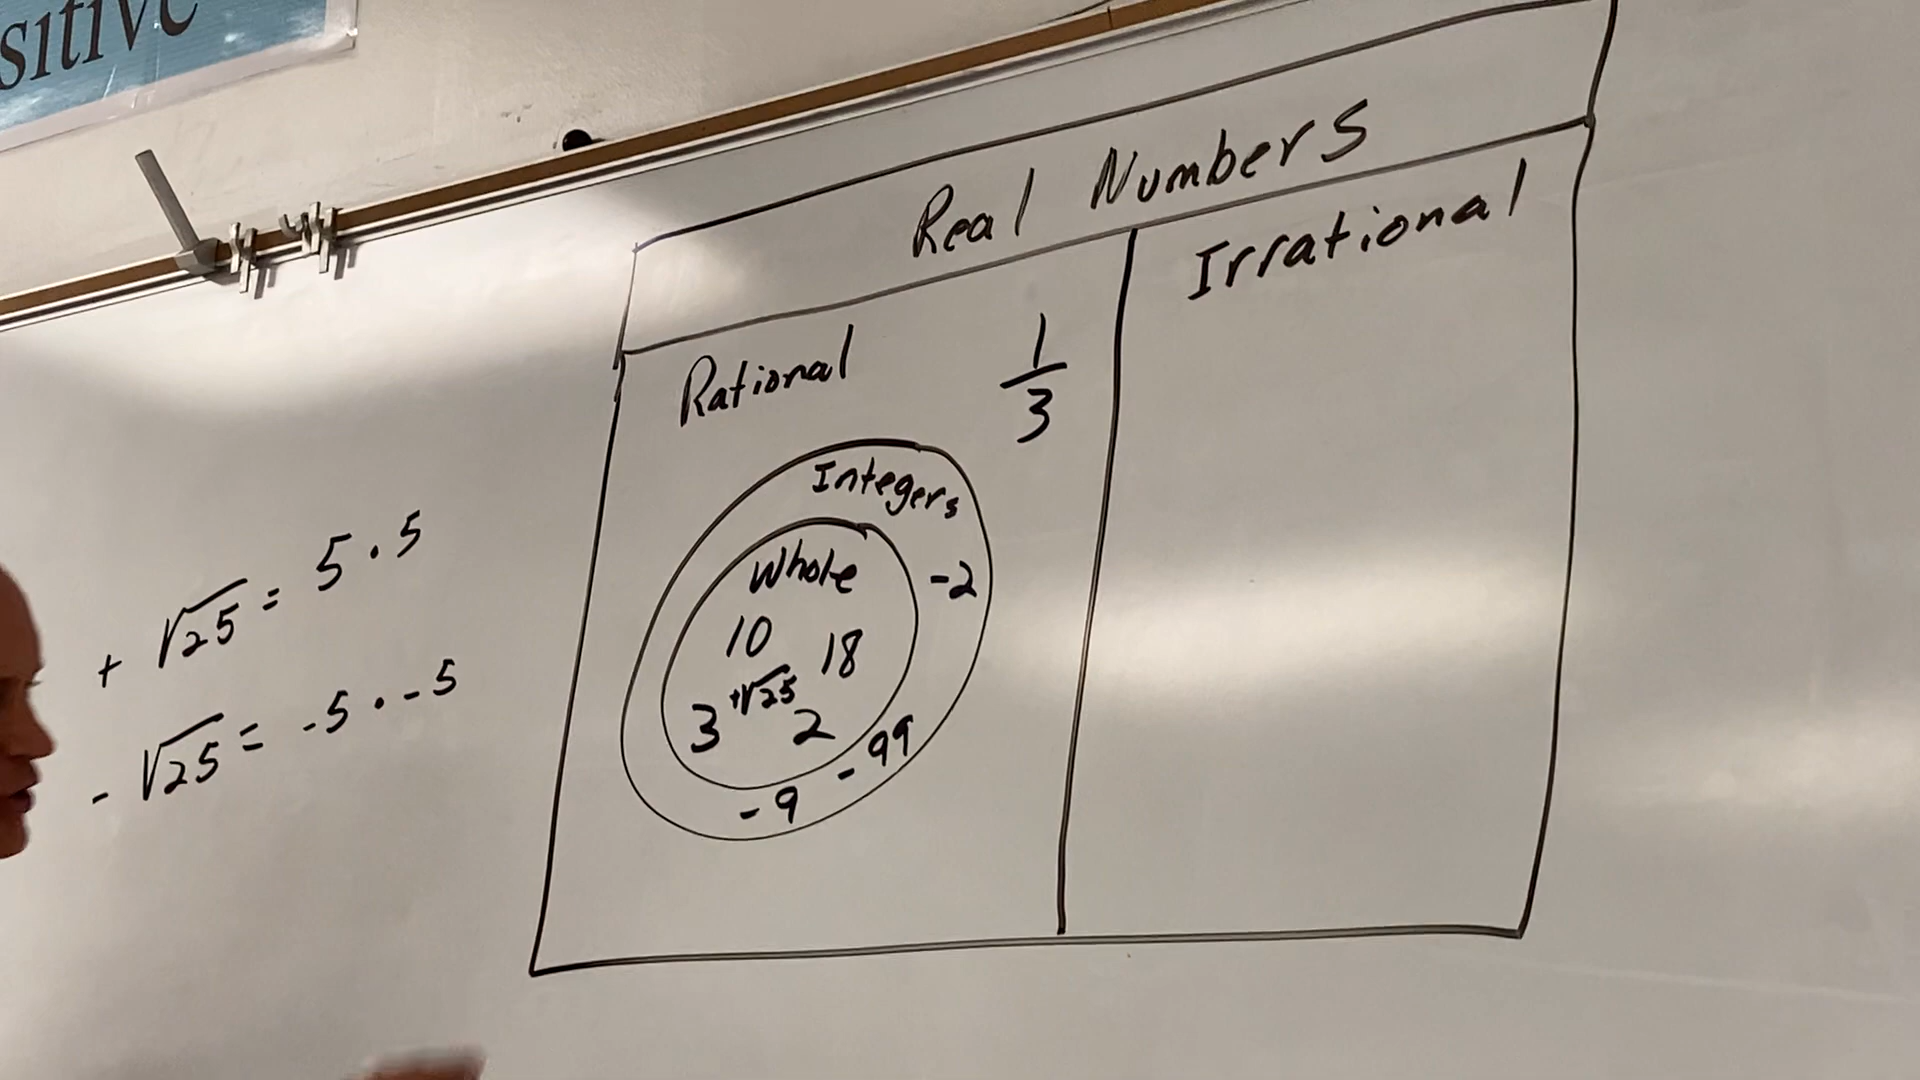 sitive
Real Numbers
Rational
Irrational
1
3
Integers
Whole
-2
10
18
+√25
3
2
-99
-9
+ √25 = 5 · 5
- √25 = -5 · -5